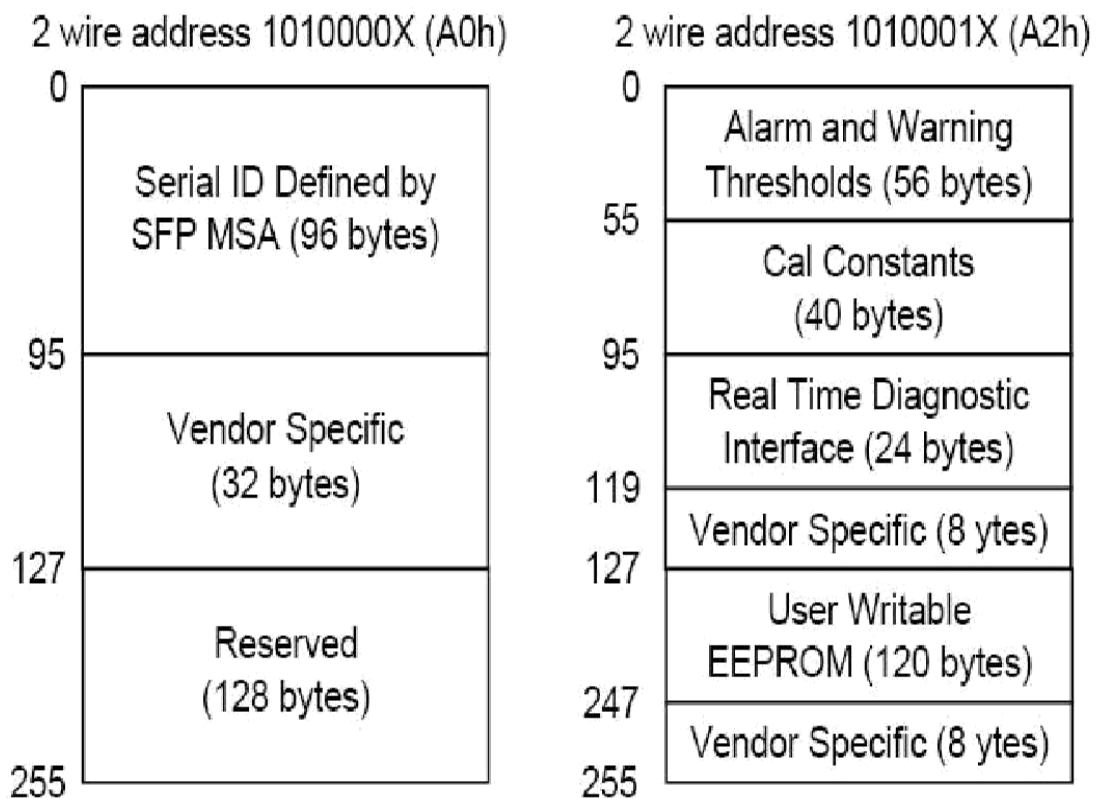 2 wire address 1010000X (A0h)
0
Serial ID Defined by
SFP MSA (96 bytes)
95
Vendor Specific
(32 bytes)
127
Reserved
(128 bytes)
255
2 wire address 1010001X (A2h)
0
Alarm and Warning
Thresholds (56 bytes)
55
Cal Constants
(40 bytes)
95
Real Time Diagnostic
Interface (24 bytes)
119
Vendor Specific (8 ytes)
127
User Writable
EEPROM (120 bytes)
247
Vendor Specific (8 ytes)
255